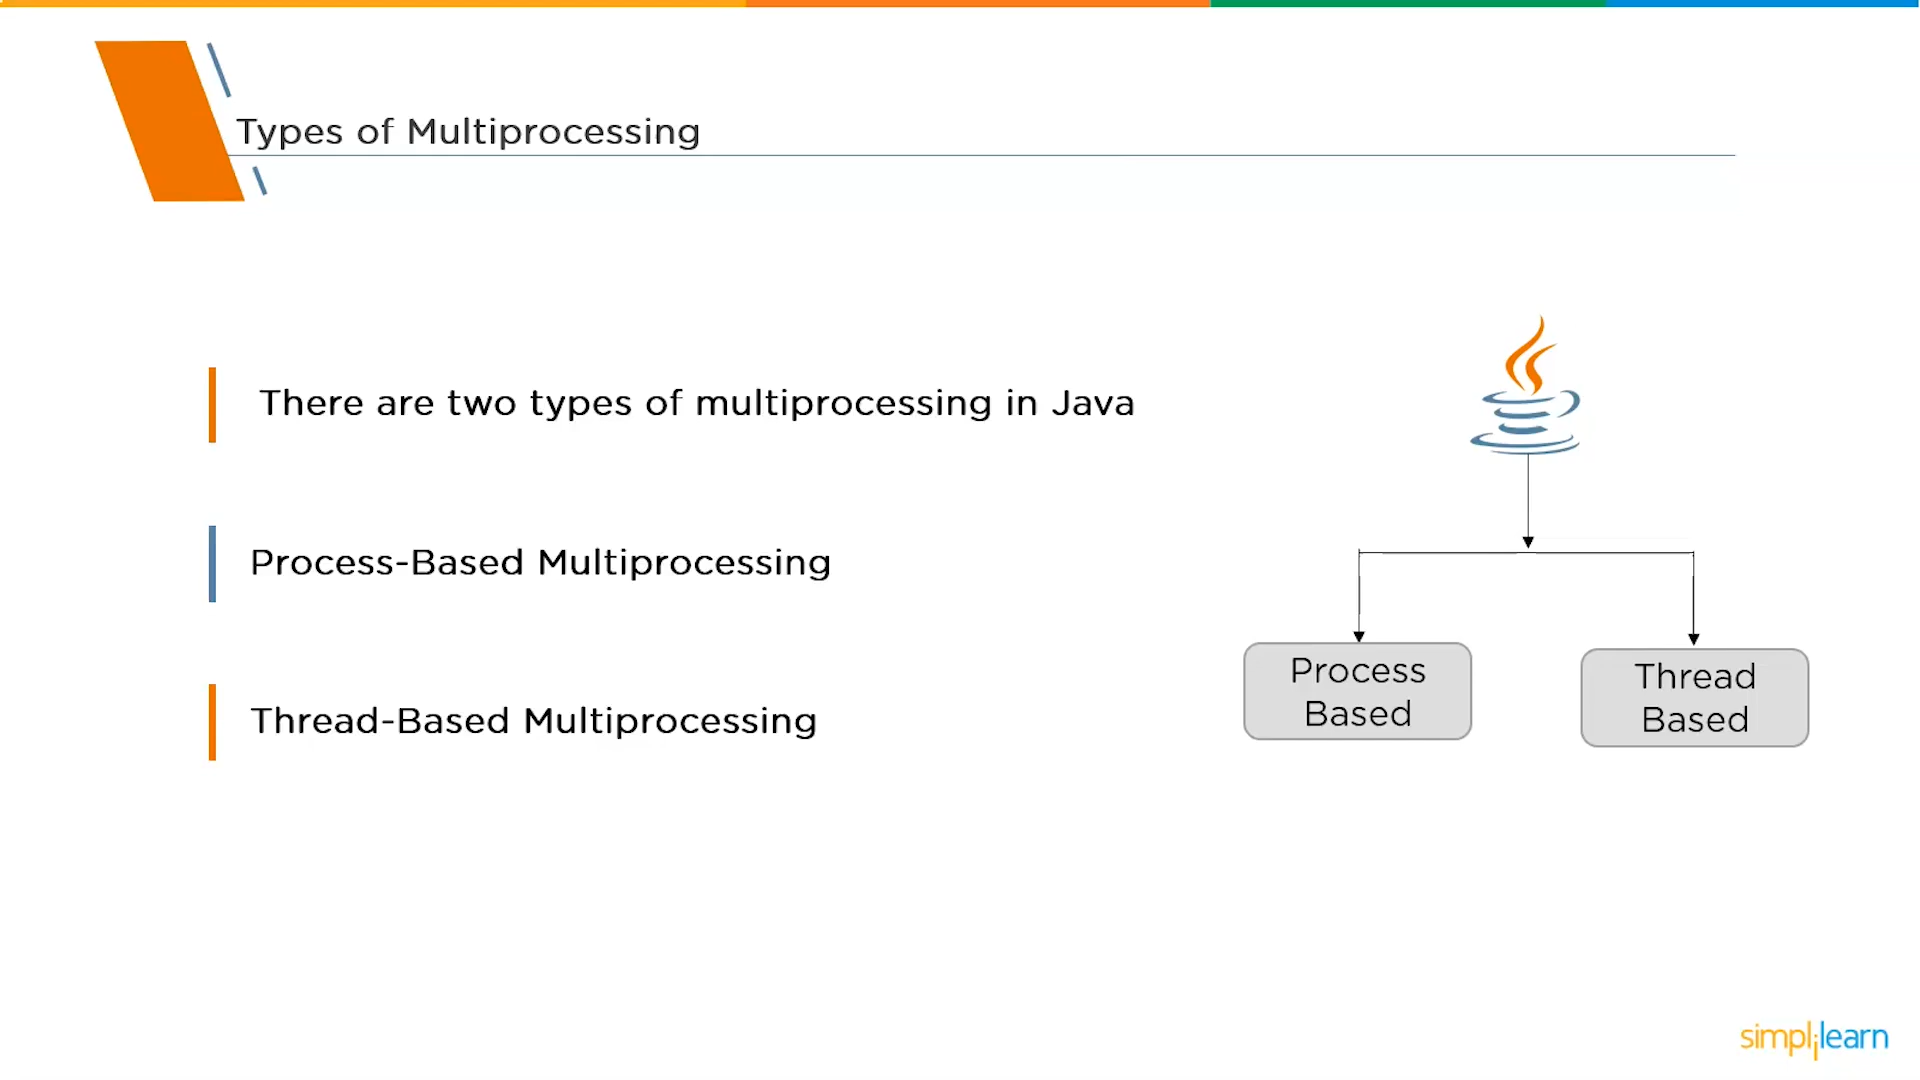 Types of Multiprocessing
There are two types of multiprocessing in Java
Process-Based Multiprocessing
Thread-Based Multiprocessing
Process
Based
Thread
Based
simplilearn